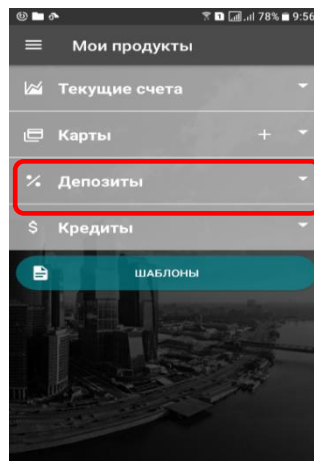 78% 9:56
Мои продукты
Текущие счета
Карты +
% Депозиты
$ Кредиты
ШАБЛОНЫ